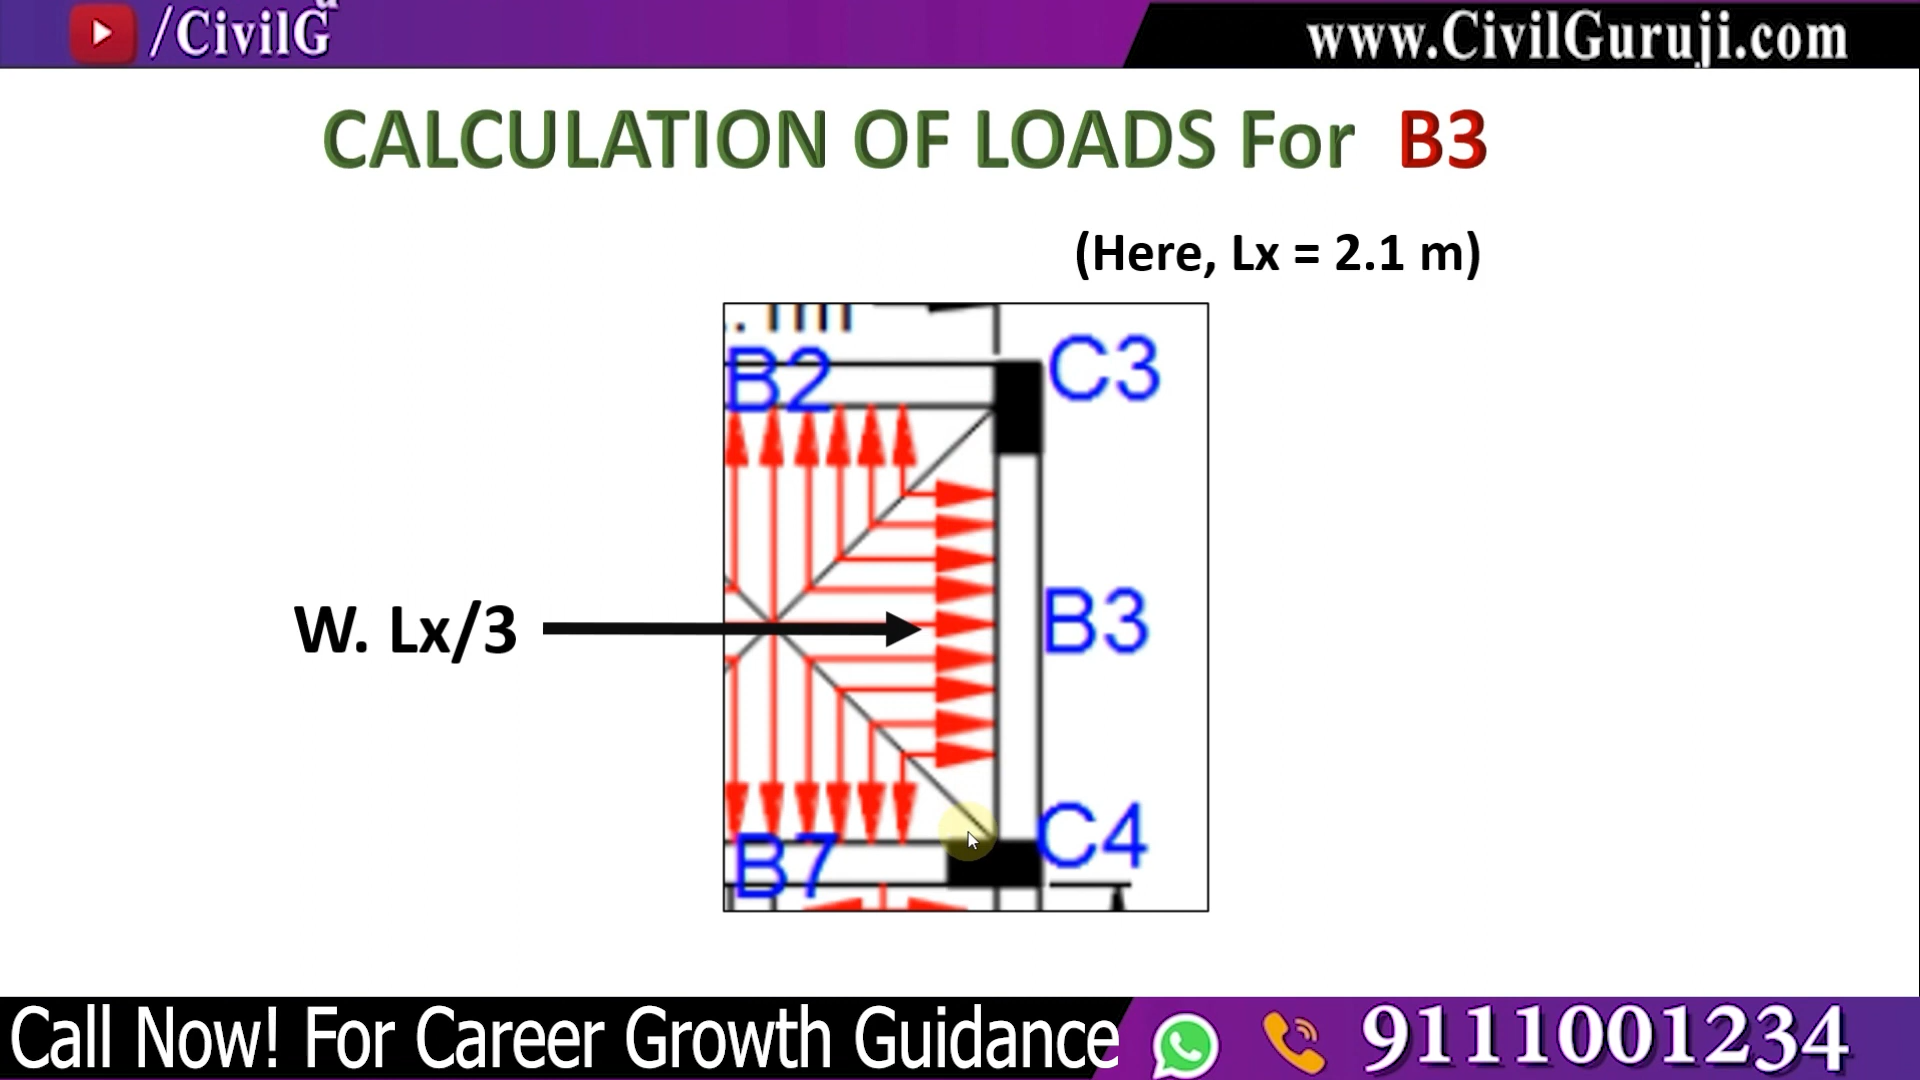 /CivilG
www.CivilGuruji.com
CALCULATION OF LOADS For B3
(Here, Lx = 2.1 m)
C3
B2
W. Lx/3
B3
C4
B7
Call Now! For Career Growth Guidance
9111001234